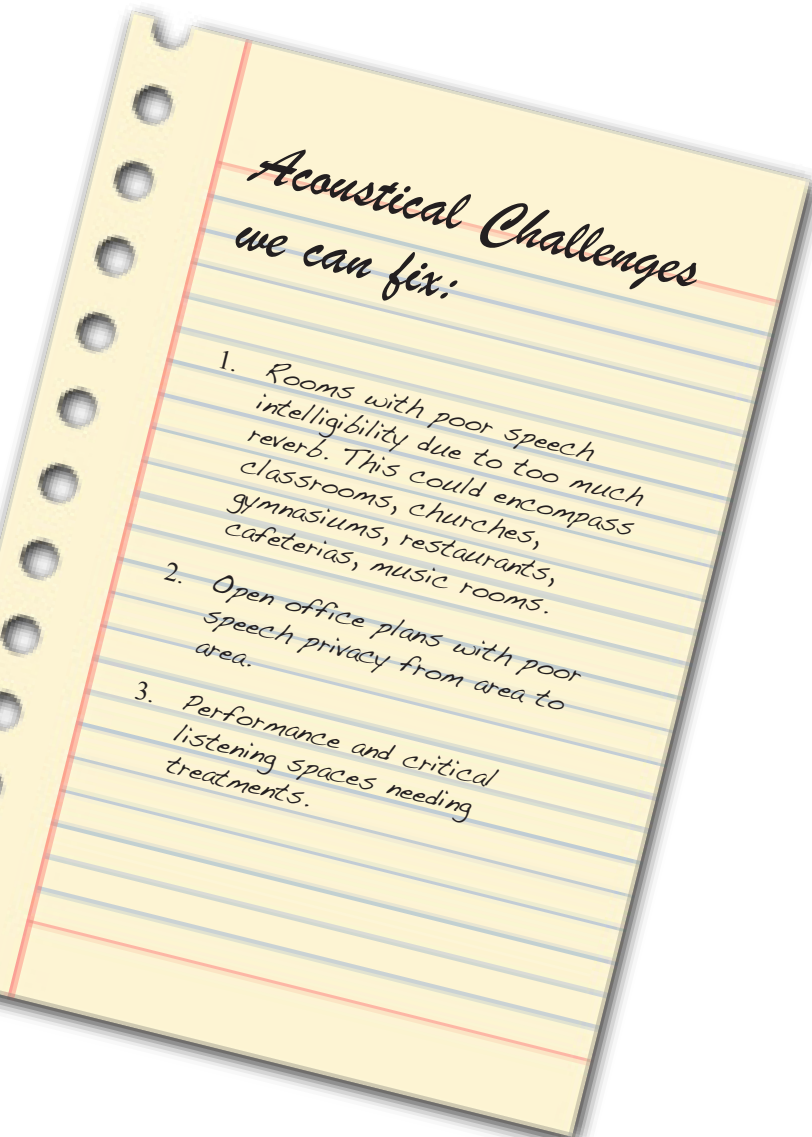 Acoustical Challenges
we can fix:
1. Rooms with poor speech
intelligibility due to too much
reverb. This could encompass
classrooms, churches,
gymnasiums, restaurants,
cafeterias, music rooms.
2. Open office plans with poor
speech privacy from area to
area.
3. Performance and critical
listening spaces needing
treatments.